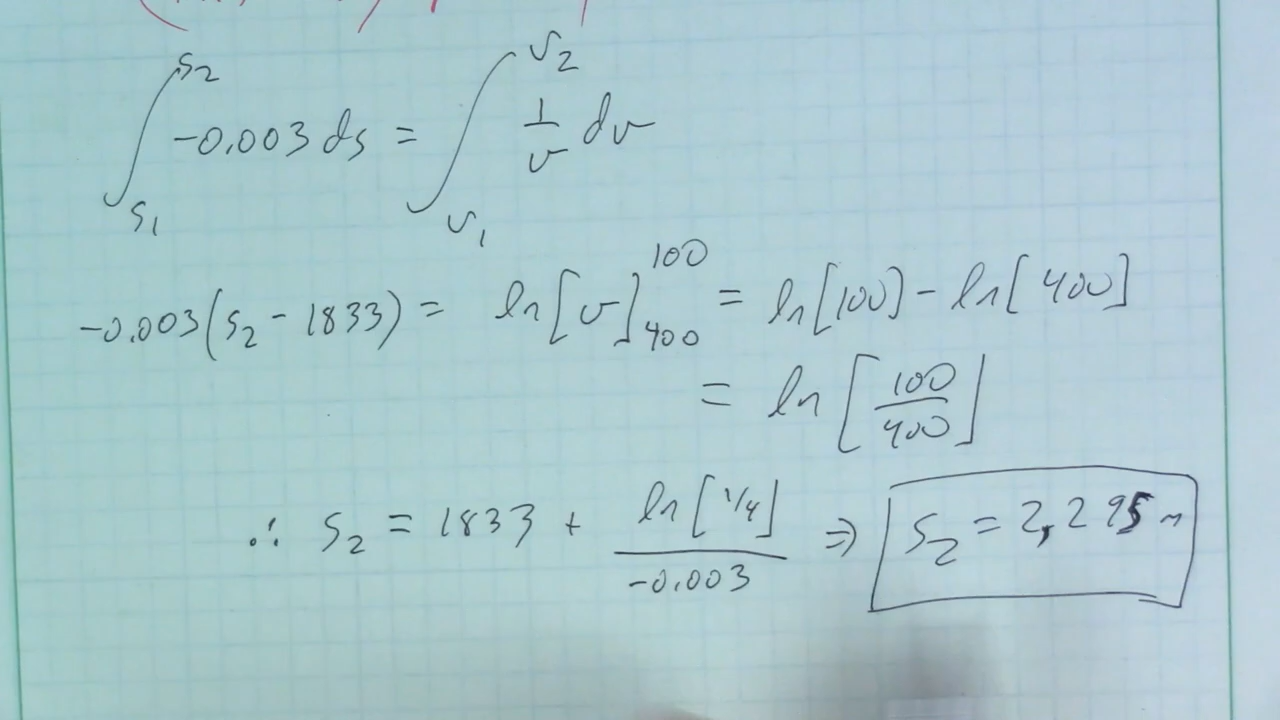 ∫_{s₁}^{s₂} -0.003 ds = ∫_{v₁}^{v₂} 1/v dv
-0.003(s₂ - 1833) = ln[v]_{400}^{100} = ln[100] - ln[400]
= ln[100/400]
∴ s₂ = 1833 + ln[1/4]/-0.003 ⇒ s₂ = 2,295 m